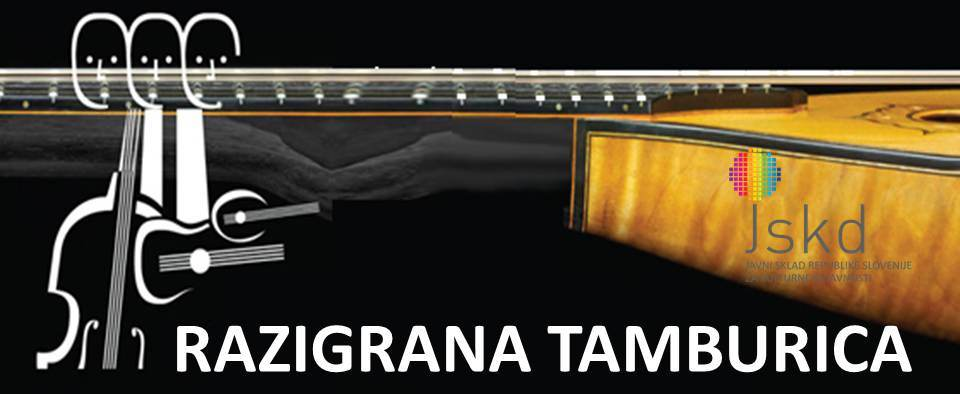 Jskd
JAVNI SKLAD REPUBLIKE SLOVENIJE
RAZIGRANA TAMBURICA